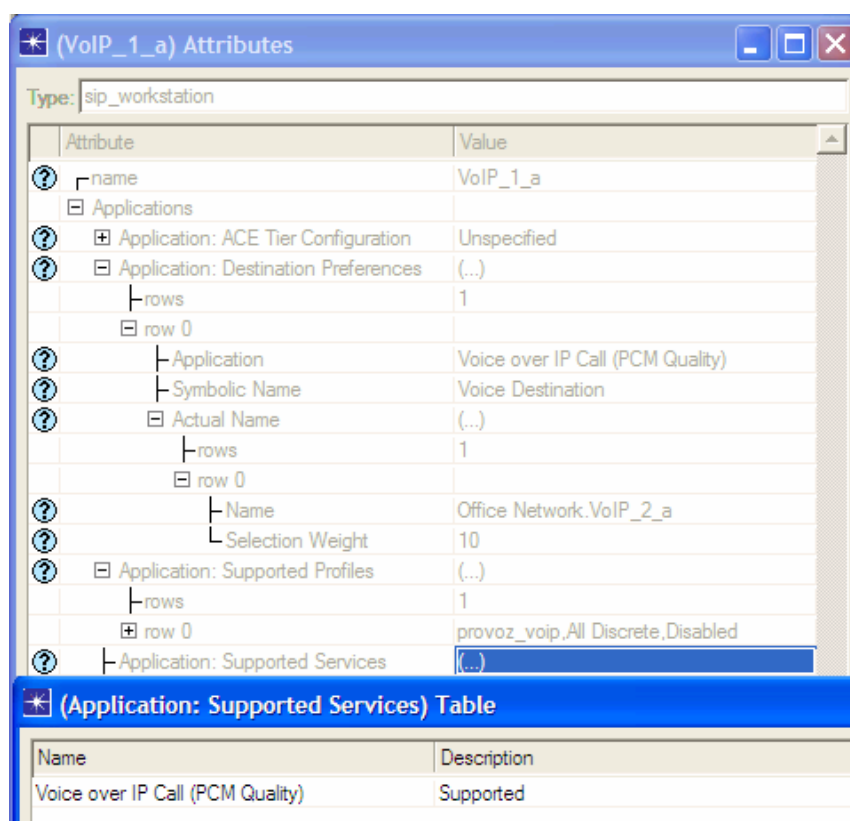 (VoIP_1_a) Attributes
Type: sip_workstation
Attribute Value
name VoIP_1_a
Applications
Application: ACE Tier Configuration Unspecified
Application: Destination Preferences (...)
rows 1
row 0
Application Voice over IP Call (PCM Quality)
Symbolic Name Voice Destination
Actual Name (...)
rows 1
row 0
Name Office Network.VoIP_2_a
Selection Weight 10
Application: Supported Profiles (...)
rows 1
row 0 provoz_voip,All Discrete,Disabled
Application: Supported Services (...)
(Application: Supported Services) Table
Name Description
Voice over IP Call (PCM Quality) Supported